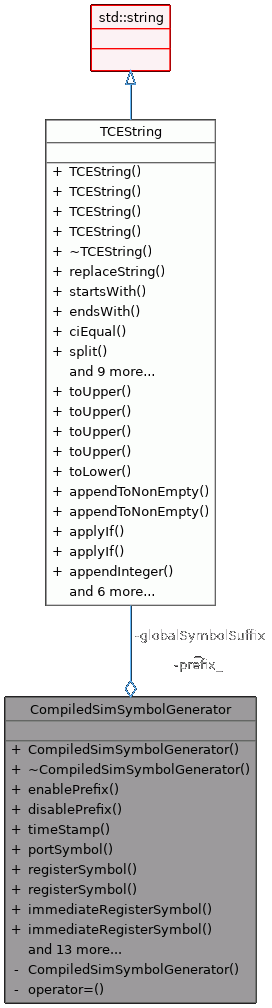 std::string
TCEString
+ TCEString()
+ TCEString()
+ TCEString()
+ TCEString()
+ ~TCEString()
+ replaceString()
+ startsWith()
+ endsWith()
+ ciEqual()
+ split()
and 9 more...
+ toUpper()
+ toUpper()
+ toUpper()
+ toUpper()
+ toLower()
+ appendToNonEmpty()
+ appendToNonEmpty()
+ applyIf()
+ applyIf()
+ appendInteger()
and 6 more...
-globalSymbolSuffix_
-prefix_
CompiledSimSymbolGenerator
+ CompiledSimSymbolGenerator()
+ ~CompiledSimSymbolGenerator()
+ enablePrefix()
+ disablePrefix()
+ timeStamp()
+ portSymbol()
+ registerSymbol()
+ registerSymbol()
+ immediateRegisterSymbol()
+ immediateRegisterSymbol()
and 13 more...
- CompiledSimSymbolGenerator()
- operator=()